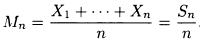 M_n = \frac{X_1 + \cdots + X_n}{n} = \frac{S_n}{n}.